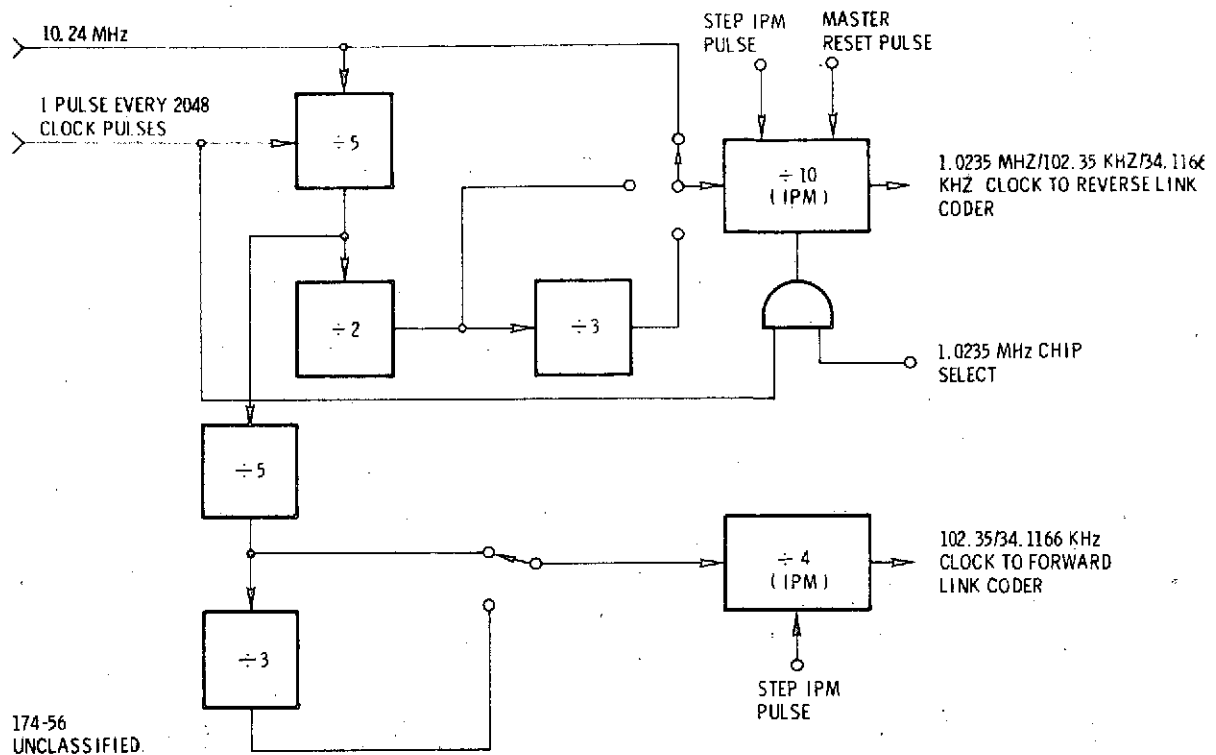 10.24 MHz
1 PULSE EVERY 2048
CLOCK PULSES
÷5
÷2
÷3
STEP IPM
PULSE
MASTER
RESET PULSE
÷10
(IPM)
1.0235 MHZ/102.35 KHZ/34.1166
KHZ CLOCK TO REVERSE LINK
CODER
1.0235 MHz CHIP
SELECT
÷5
÷3
÷4
(IPM)
102.35/34.1166 KHz
CLOCK TO FORWARD
LINK CODER
STEP IPM
PULSE
174-56
UNCLASSIFIED.